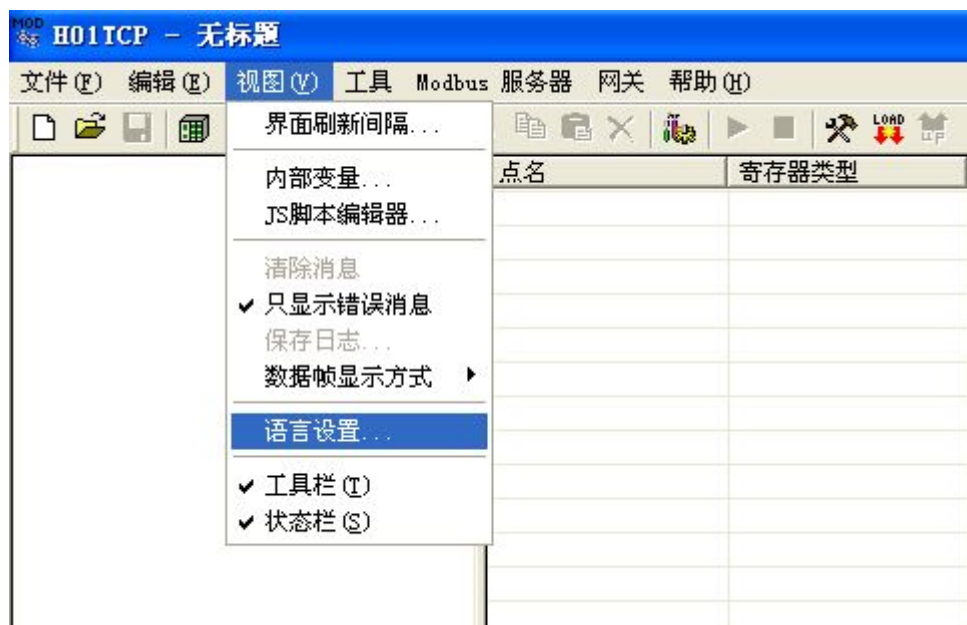 MOD
H01TCP - 无标题
文件(F) 编辑(E) 视图(V) 工具 Modbus 服务器 网关 帮助(H)
LOAD
UP
界面刷新间隔...
内部变量...
JS脚本编辑器...
清除消息
只显示错误消息
保存日志...
数据帧显示方式
语言设置...
工具栏(T)
状态栏(S)
点名 寄存器类型